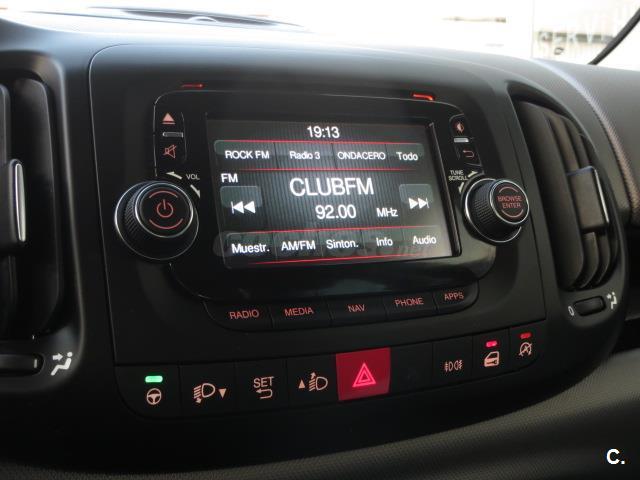 19:13
ROCK FM Radio 3 ONDACERO Todo
FM
CLUBFM
92.00 MHz
Muestr. AM/FM Sinton. Info Audio
VOL
TUNE
SCROLL
BROWSE
ENTER
RADIO MEDIA NAV PHONE APPS
SET
0
C.